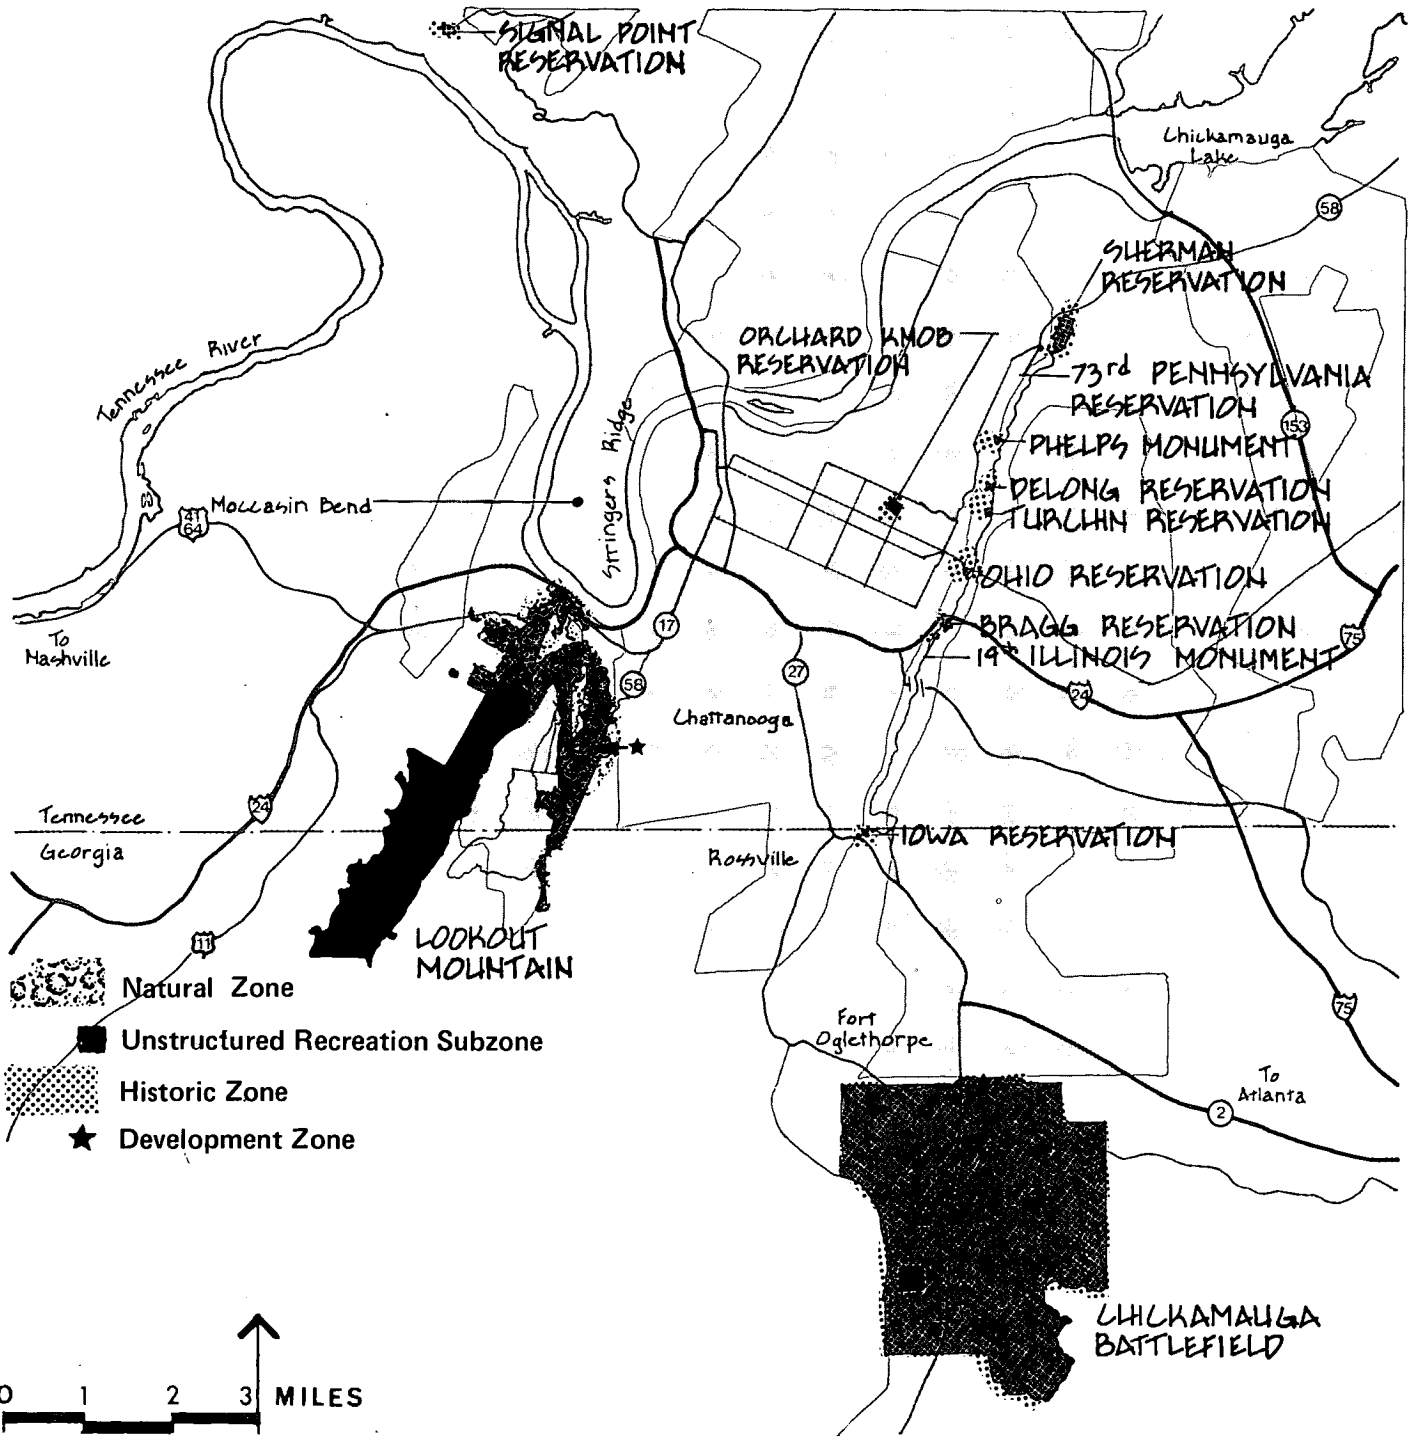 SIGNAL POINT
RESERVATION
Chickamauga
Lake
58
SHERMAN
RESERVATION
Tennessee River
ORCHARD KNOB
RESERVATION
73rd PENNSYLVANIA
RESERVATION
153
Stringers Ridge
PHELPS MONUMENT
Moccasin Bend
41
64
DELONG RESERVATION
TURCHIN RESERVATION
OHIO RESERVATION
To
Nashville
17
BRAGG RESERVATION
19th ILLINOIS MONUMENT
75
58
27
24
Chattanooga
24
Tennessee
Georgia
Rossville
IOWA RESERVATION
11
LOOKOUT
MOUNTAIN
Natural Zone
75
Fort
Oglethorpe
Unstructured Recreation Subzone
To
Atlanta
2
Historic Zone
Development Zone
CHICKAMAUGA
BATTLEFIELD
0 1 2 3 MILES